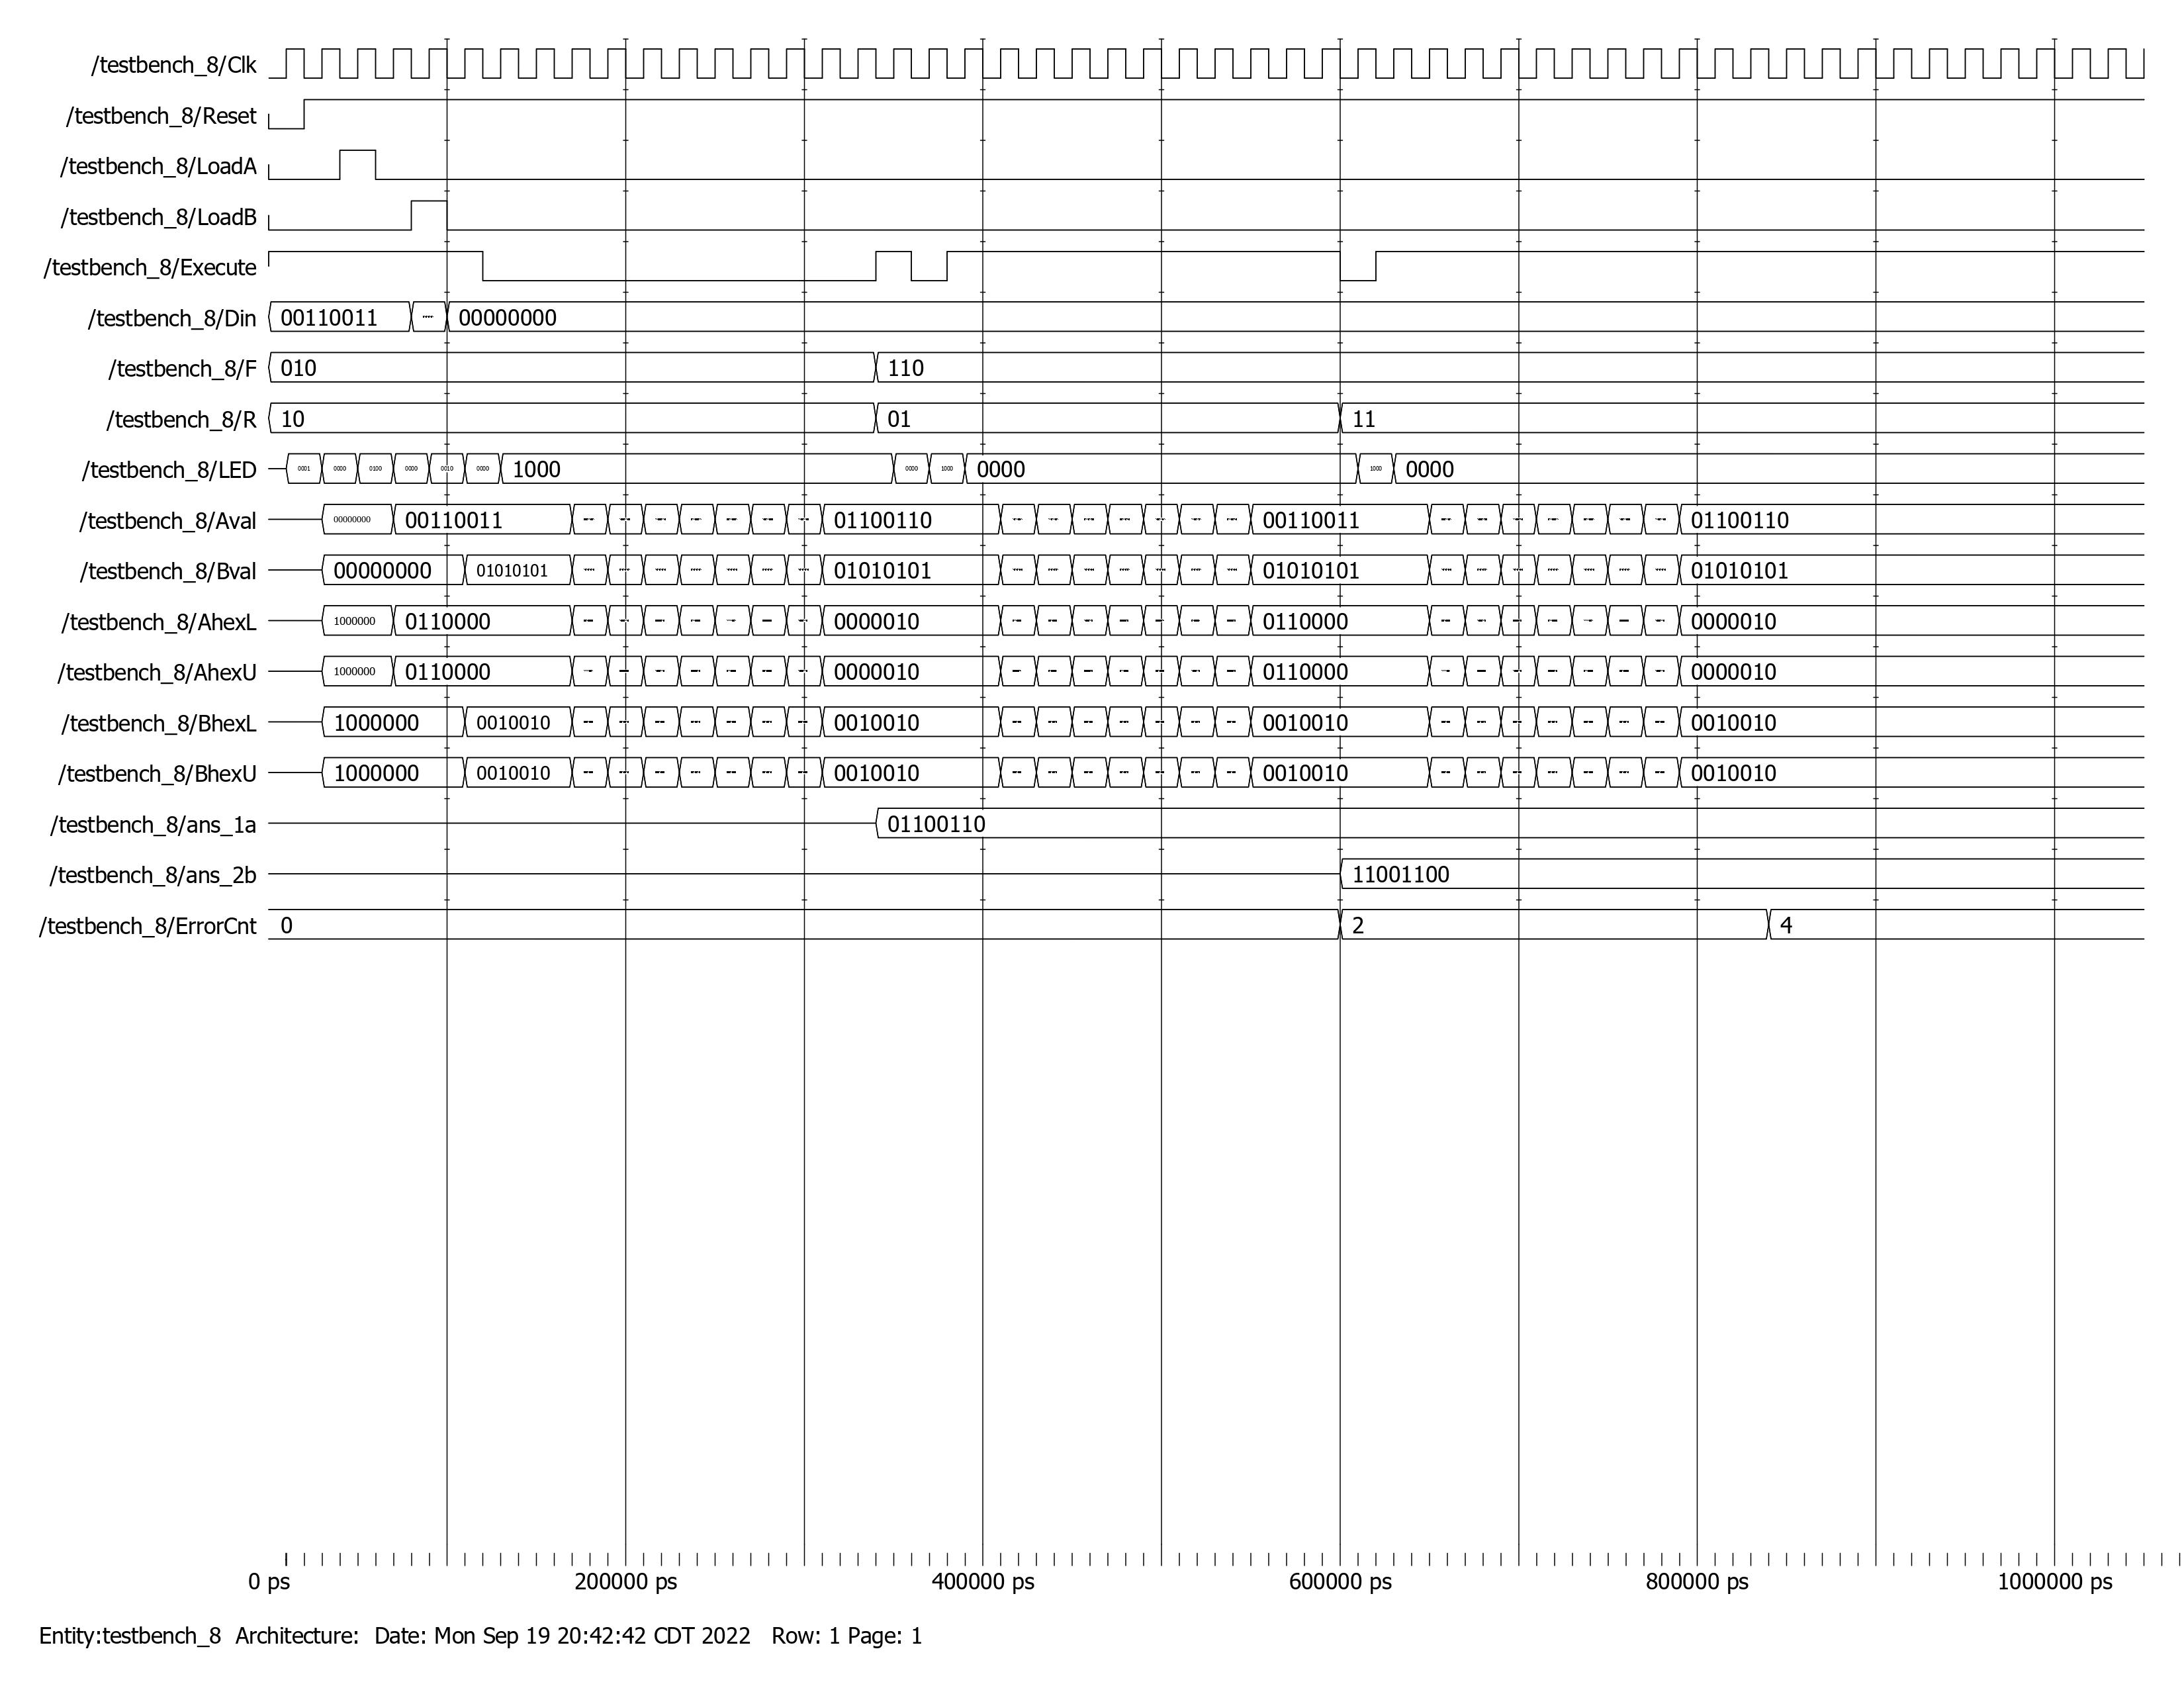 /testbench_8/Clk
/testbench_8/Reset
/testbench_8/LoadA
/testbench_8/LoadB
/testbench_8/Execute
/testbench_8/Din 00110011 00000000
/testbench_8/F 010 110
/testbench_8/R 10 01 11
/testbench_8/LED 0001 0000 0100 0000 0010 0000 1000 0000 1000 0000 1000 0000
/testbench_8/Aval 00000000 00110011 01100110 00110011 01100110
/testbench_8/Bval 00000000 01010101 01010101 01010101 01010101
/testbench_8/AhexL 1000000 0110000 0000010 0110000 0000010
/testbench_8/AhexU 1000000 0110000 0000010 0110000 0000010
/testbench_8/BhexL 1000000 0010010 0010010 0010010 0010010
/testbench_8/BhexU 1000000 0010010 0010010 0010010 0010010
/testbench_8/ans_1a 01100110
/testbench_8/ans_2b 11001100
/testbench_8/ErrorCnt 0 2 4
0 ps 200000 ps 400000 ps 600000 ps 800000 ps 1000000 ps
Entity:testbench_8 Architecture: Date: Mon Sep 19 20:42:42 CDT 2022 Row: 1 Page: 1